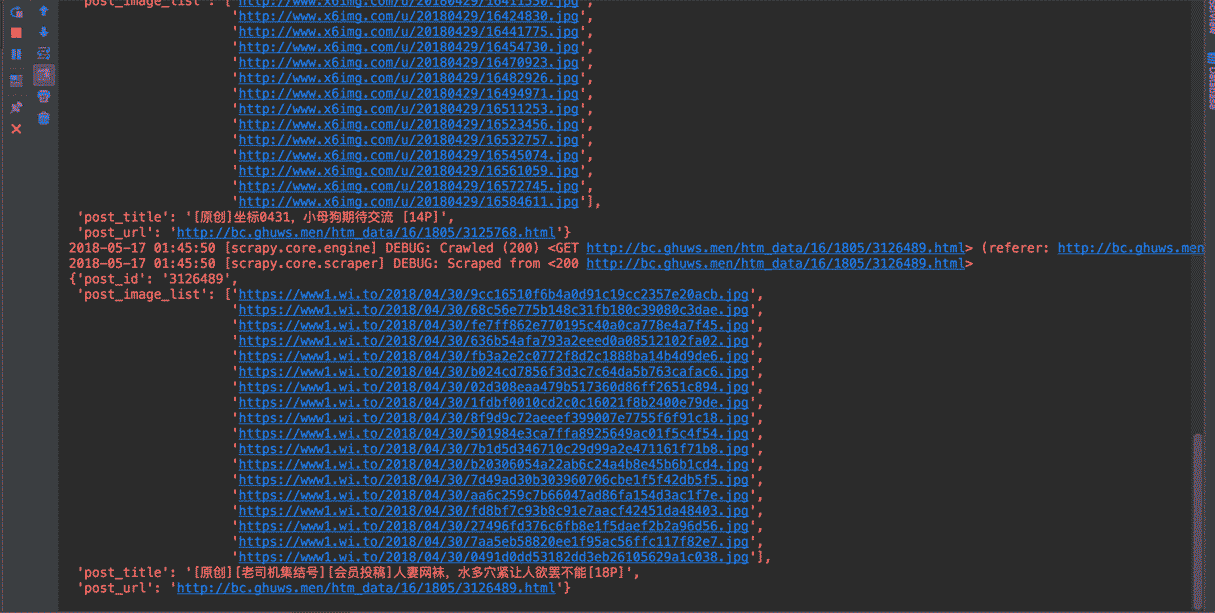 'post_image_list': ['http://www.x6img.com/u/20180429/16411550.jpg',
'http://www.x6img.com/u/20180429/16424830.jpg',
'http://www.x6img.com/u/20180429/16441775.jpg',
'http://www.x6img.com/u/20180429/16454730.jpg',
'http://www.x6img.com/u/20180429/16470923.jpg',
'http://www.x6img.com/u/20180429/16482926.jpg',
'http://www.x6img.com/u/20180429/16494971.jpg',
'http://www.x6img.com/u/20180429/16511253.jpg',
'http://www.x6img.com/u/20180429/16523456.jpg',
'http://www.x6img.com/u/20180429/16532757.jpg',
'http://www.x6img.com/u/20180429/16545074.jpg',
'http://www.x6img.com/u/20180429/16561059.jpg',
'http://www.x6img.com/u/20180429/16572745.jpg',
'http://www.x6img.com/u/20180429/16584611.jpg'],
'post_title': '[原创]坐标0431，小母狗期待交流 [14P]',
'post_url': 'http://bc.ghuws.men/htm_data/16/1805/3125768.html'}
2018-05-17 01:45:50 [scrapy.core.engine] DEBUG: Crawled (200) <GET http://bc.ghuws.men/htm_data/16/1805/3126489.html> (referer: http://bc.ghuws.men
2018-05-17 01:45:50 [scrapy.core.scraper] DEBUG: Scraped from <200 http://bc.ghuws.men/htm_data/16/1805/3126489.html>
{'post_id': '3126489',
'post_image_list': ['https://www1.wi.to/2018/04/30/9cc16510f6b4a0d91c19cc2357e20acb.jpg',
'https://www1.wi.to/2018/04/30/68c56e775b148c31fb180c39080c3dae.jpg',
'https://www1.wi.to/2018/04/30/fe7ff862e770195c40a0ca778e4a7f45.jpg',
'https://www1.wi.to/2018/04/30/636b54afa793a2eeed0a08512102fa02.jpg',
'https://www1.wi.to/2018/04/30/fb3a2e2c0772f8d2c1888ba14b4d9de6.jpg',
'https://www1.wi.to/2018/04/30/b024cd7856f3d3c7c64da5b763cafac6.jpg',
'https://www1.wi.to/2018/04/30/02d308eaa479b517360d86ff2651c894.jpg',
'https://www1.wi.to/2018/04/30/1fdbf0010cd2c0c16021f8b2400e79de.jpg',
'https://www1.wi.to/2018/04/30/8f9d9c72aeeef399007e7755f6f91c18.jpg',
'https://www1.wi.to/2018/04/30/501984e3ca7ffa8925649ac01f5c4f54.jpg',
'https://www1.wi.to/2018/04/30/7b1d5d346710c29d99a2e471161f71b8.jpg',
'https://www1.wi.to/2018/04/30/b20306054a22ab6c24a4b8e45b6b1cd4.jpg',
'https://www1.wi.to/2018/04/30/7d49ad30b303960706cbe1f5f42db5f5.jpg',
'https://www1.wi.to/2018/04/30/aa6c259c7b66047ad86fa154d3ac1f7e.jpg',
'https://www1.wi.to/2018/04/30/fd8bf7c93b8c91e7aacf42451da48403.jpg',
'https://www1.wi.to/2018/04/30/27496fd376c6fb8e1f5daef2b2a96d56.jpg',
'https://www1.wi.to/2018/04/30/7aa5eb58820ee1f95ac56ffc117f82e7.jpg',
'https://www1.wi.to/2018/04/30/0491d0dd53182dd3eb26105629a1c038.jpg'],
'post_title': '[原创][老司机集结号][会员投稿]人妻网袜，水多穴紧让人欲罢不能[18P]',
'post_url': 'http://bc.ghuws.men/htm_data/16/1805/3126489.html'}
Database